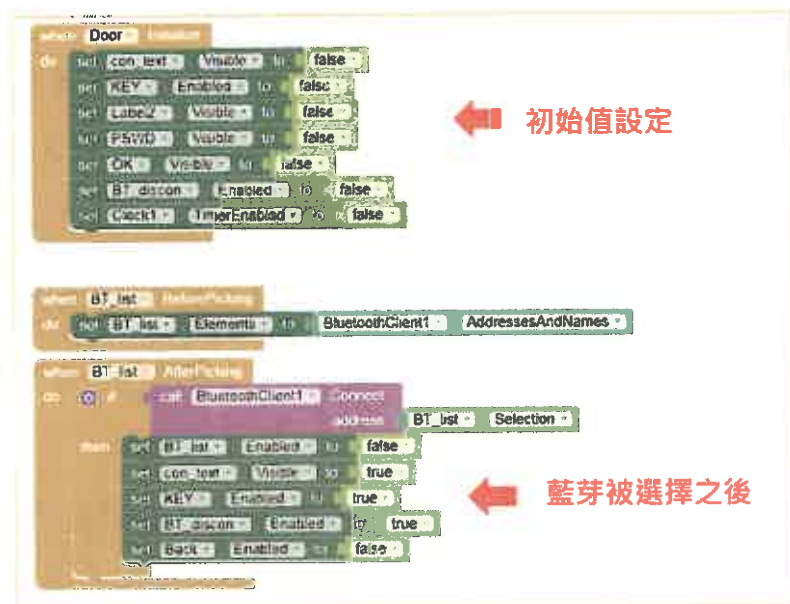 when Door Initialize
do set con_text Visible to false
set KEY Enabled to false
set Label2 Visible to false
set PSWD Visible to false
set OK Visible to false
set BT_discon Enabled to false
set Clock1 TimerEnabled to false
初始值設定
when BT_list BeforePicking
do set BT_list Elements to BluetoothClient1 AddressesAndNames
when BT_list AfterPicking
do if call BluetoothClient1 Connect
address BT_list Selection
then set BT_list Enabled to false
set con_text Visible to true
set KEY Enabled to true
set BT_discon Enabled to true
set Back Enabled to false
藍芽被選擇之後